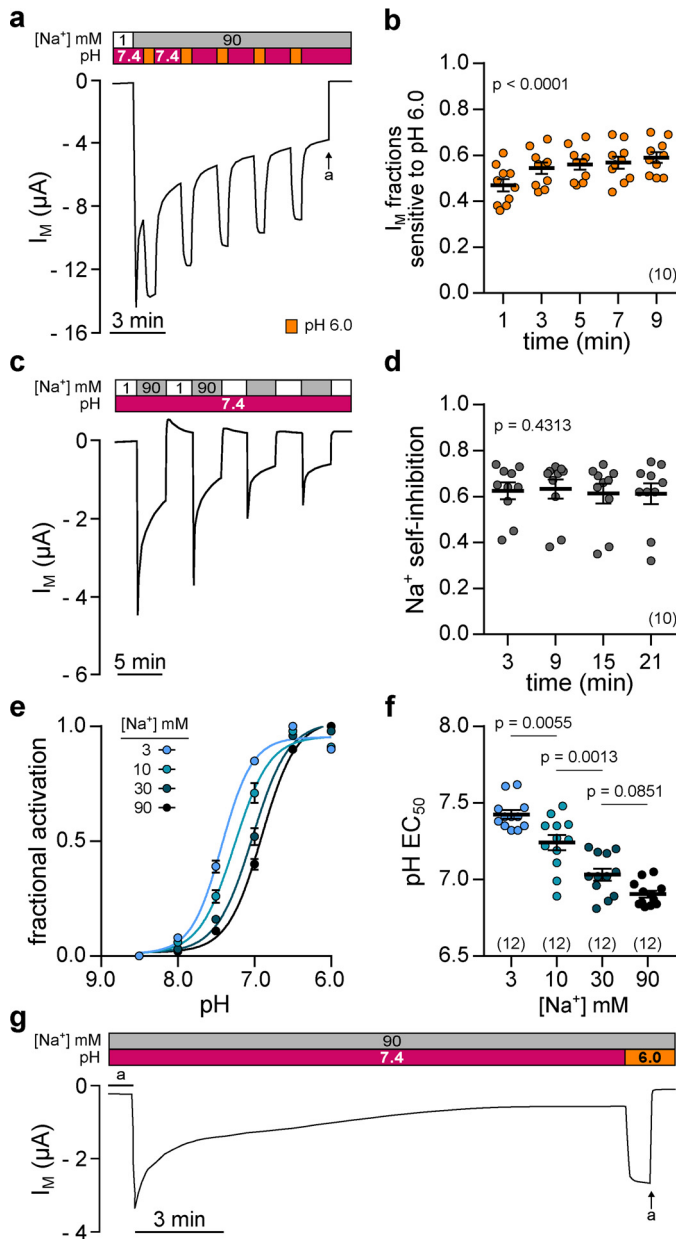 a
[Na⁺] mM 1 90
pH 7.4 7.4
0
- 4
- 8
- 12
- 16
I_M (µA)
a
3 min
pH 6.0
b
I_M fractions
sensitive to pH 6.0
1.0
0.8
0.6
0.4
0.2
0.0
p < 0.0001
(10)
1 3 5 7 9
time (min)
c
[Na⁺] mM 1 90 1 90
pH 7.4
0
- 2
- 4
- 6
I_M (µA)
5 min
d
Na⁺ self-inhibition
1.0
0.8
0.6
0.4
0.2
0.0
p = 0.4313
(10)
3 9 15 21
time (min)
e
fractional activation
1.0
0.5
0.0
[Na⁺] mM
3
10
30
90
9.0 8.0 7.0 6.0
pH
f
pH EC₅₀
8.0
7.5
7.0
6.5
p = 0.0055
p = 0.0013
p = 0.0851
(12) (12) (12) (12)
3 10 30 90
[Na⁺] mM
g
[Na⁺] mM 90
pH 7.4 6.0
a
0
- 2
- 4
I_M (µA)
3 min
a